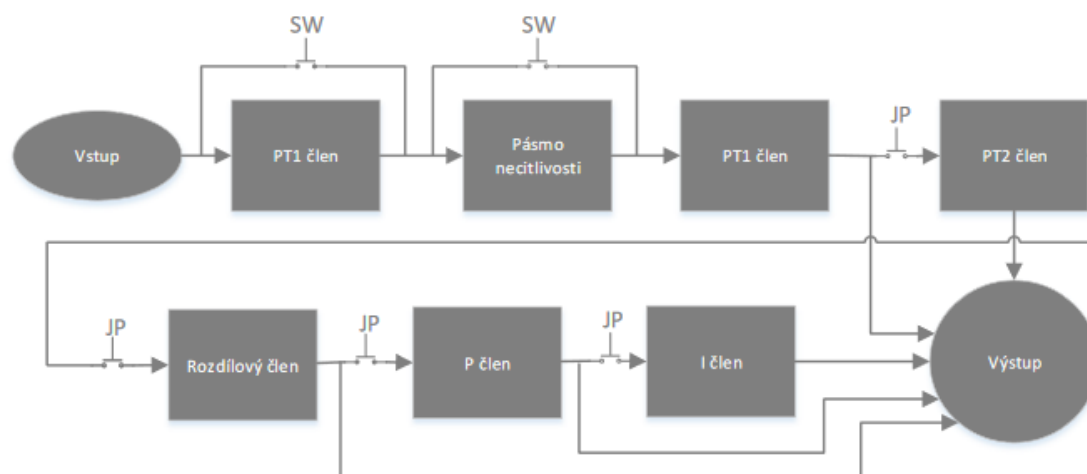 SW
SW
Vstup
PT1 člen
Pásmo
necitlivosti
PT1 člen
JP
PT2 člen
JP
Rozdílový člen
JP
P člen
JP
I člen
Výstup